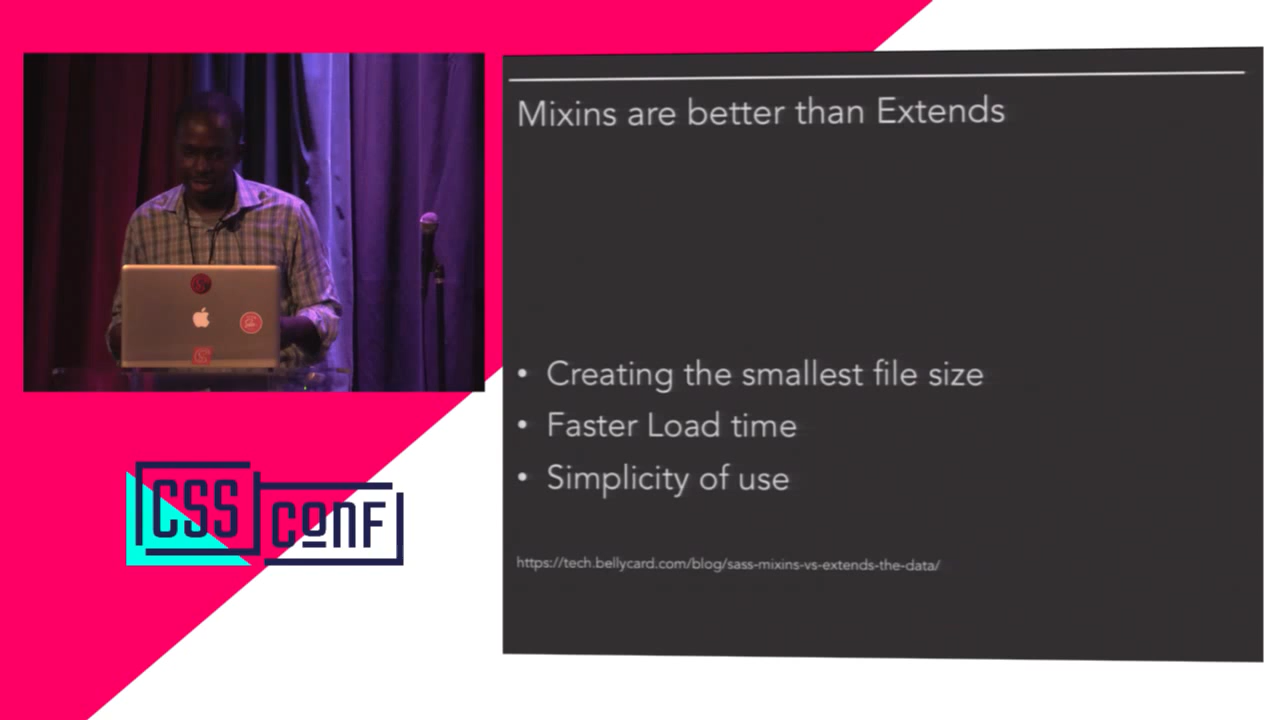 Mixins are better than Extends
• Creating the smallest file size
• Faster Load time
• Simplicity of use
https://tech.bellycard.com/blog/sass-mixins-vs-extends-the-data/
CSS
CONF